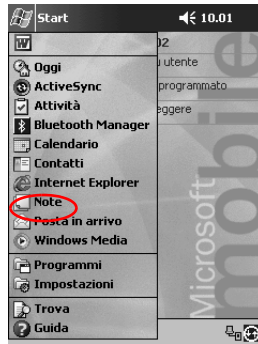 Start 10.01
02
Oggi
u utente
ActiveSync
programmato
Attività
eggere
Bluetooth Manager
Calendario
Contatti
Internet Explorer
Note
Posta in arrivo
Windows Media
Programmi
Impostazioni
Trova
Guida
Microsoft
mobile